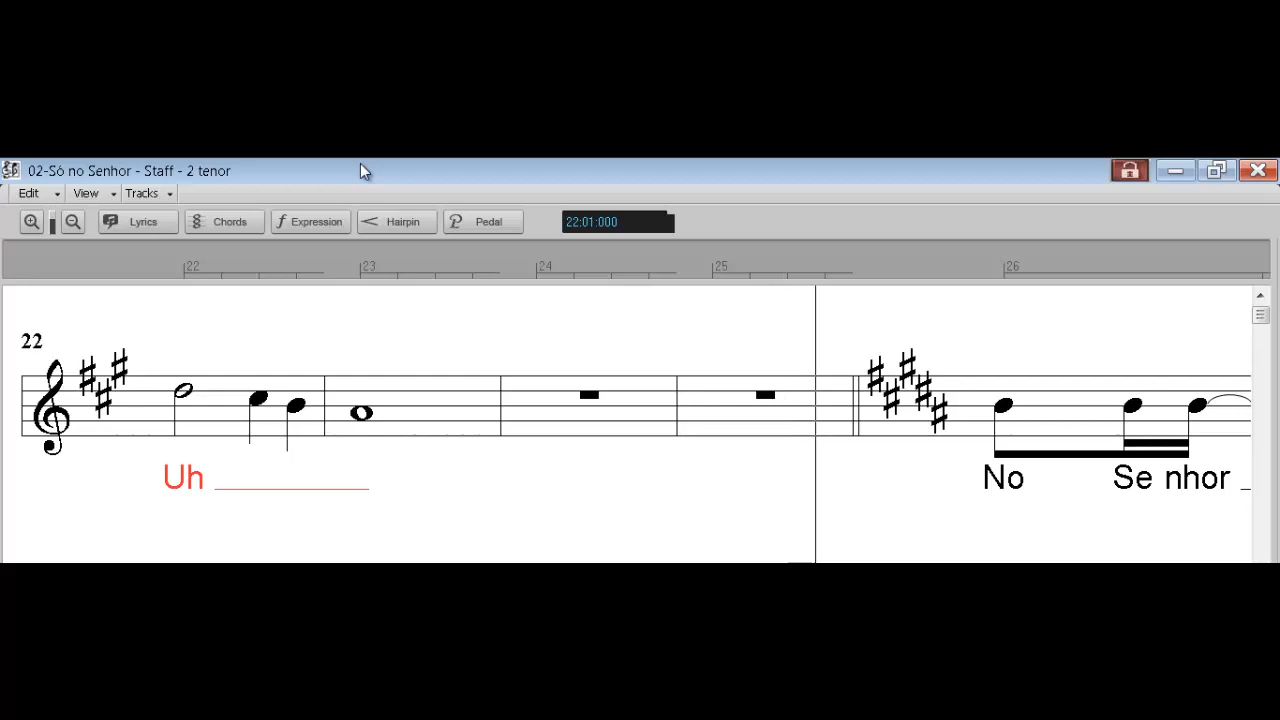 02-Só no Senhor - Staff - 2 tenor
Edit View Tracks
Lyrics Chords Expression Hairpin Pedal 22:01:000
22 23 24 25 26
22
Uh No Se nhor